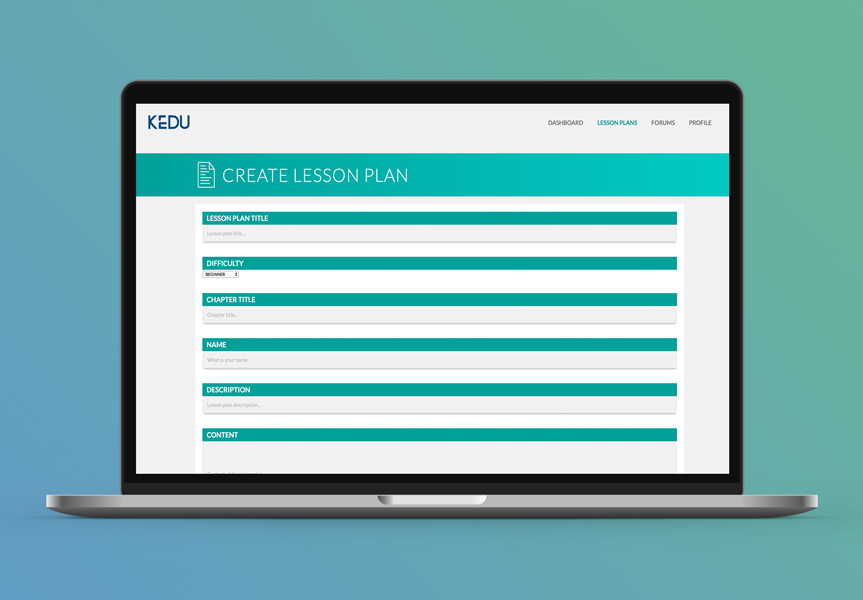 KEDU
DASHBOARD LESSON PLANS FORUMS PROFILE
CREATE LESSON PLAN
LESSON PLAN TITLE
Lesson plan title...
DIFFICULTY
BEGINNER
CHAPTER TITLE
Chapter title...
NAME
What is your name
DESCRIPTION
Lesson plan description...
CONTENT